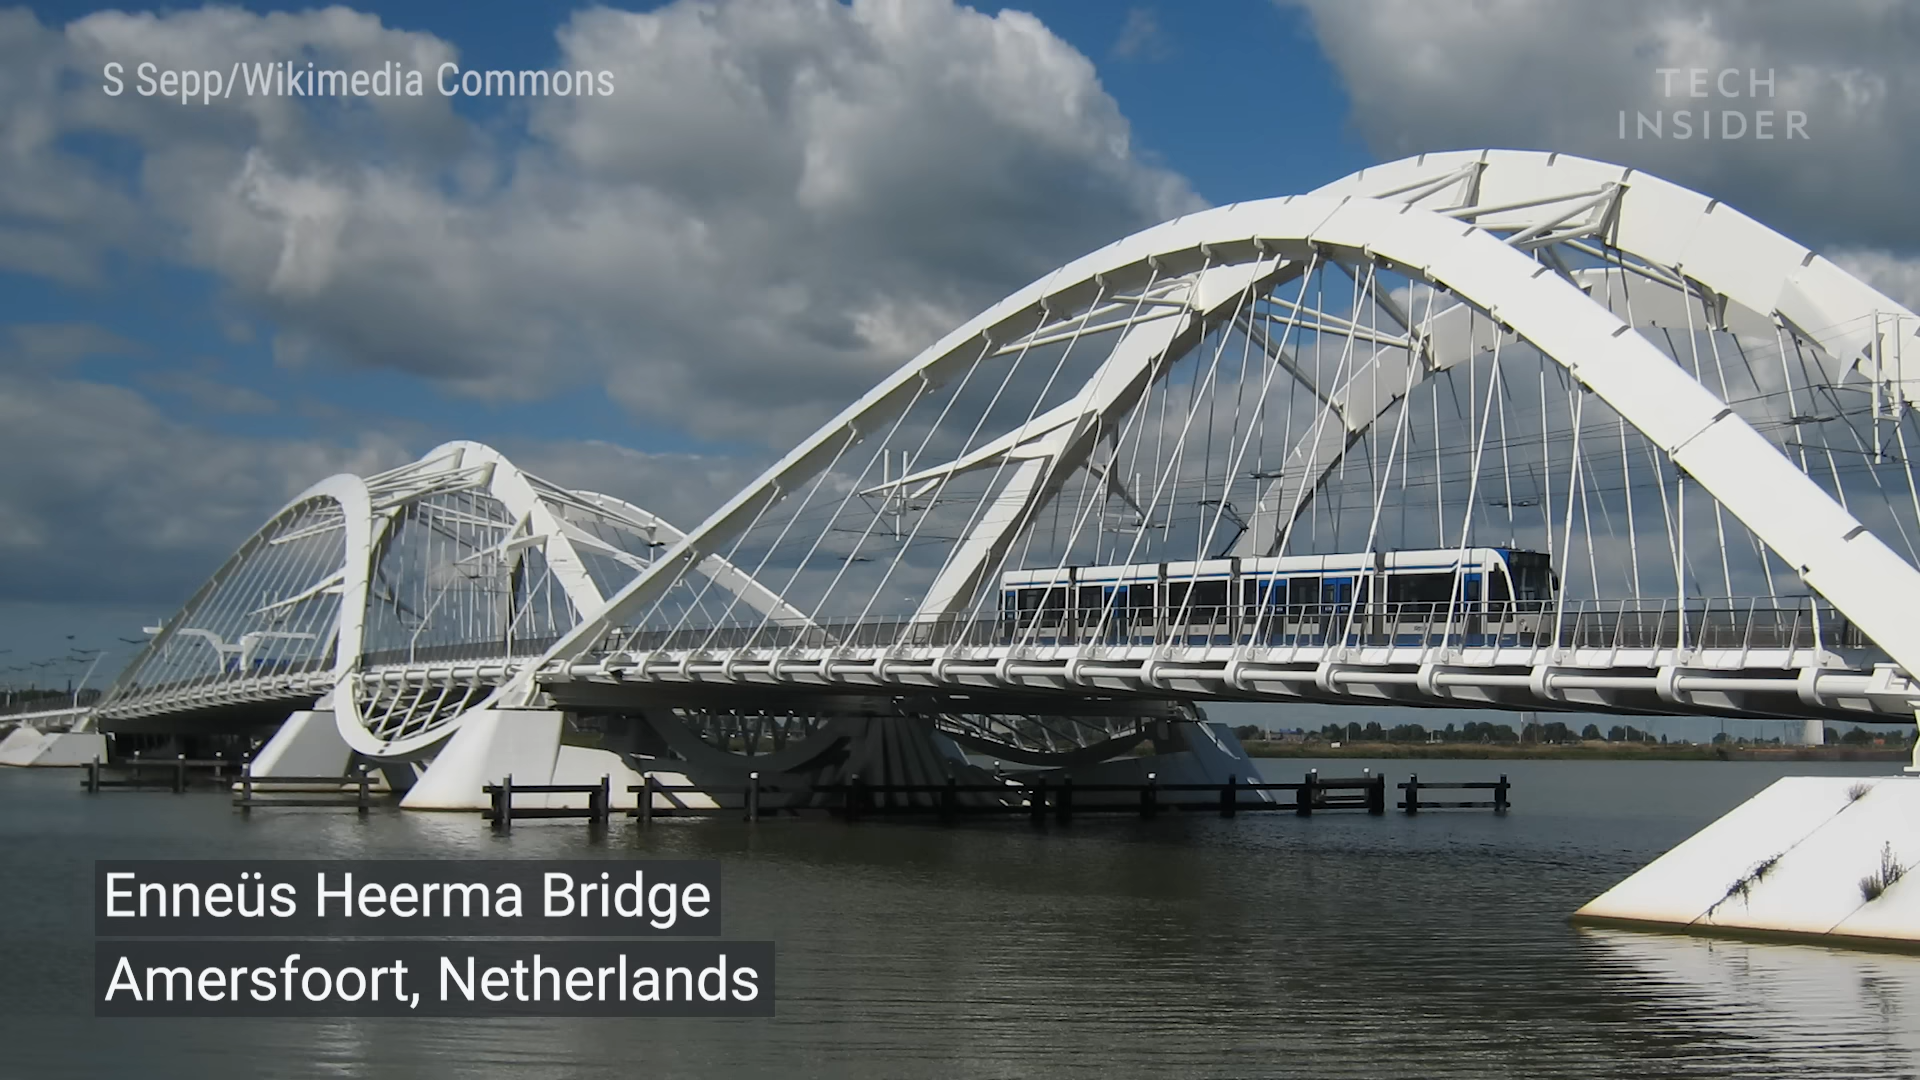 S Sepp/Wikimedia Commons
TECH
INSIDER
Enneüs Heerma Bridge
Amersfoort, Netherlands